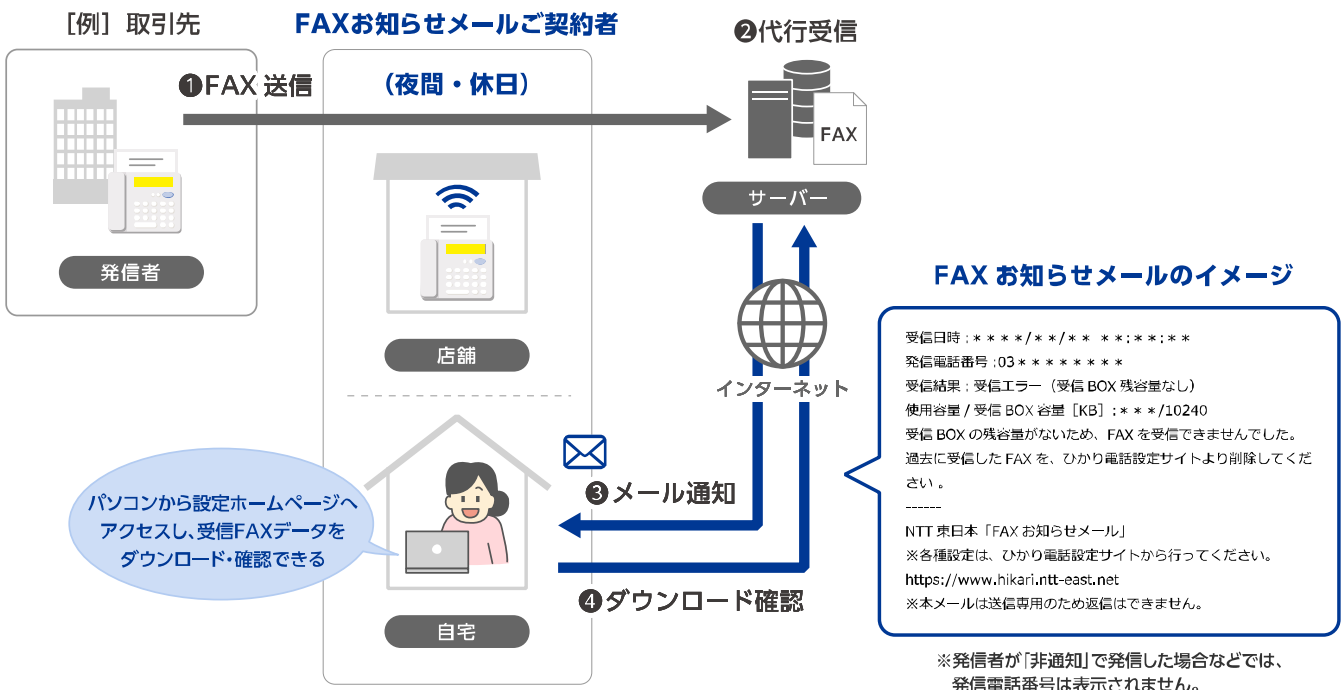 ［例］取引先
FAXお知らせメールご契約者
❷代行受信
❶FAX 送信
（夜間・休日）
FAX
サーバー
発信者
店舗
インターネット
パソコンから設定ホームページへ
アクセスし、受信FAXデータを
ダウンロード・確認できる
❸メール通知
❹ダウンロード確認
自宅
FAX お知らせメールのイメージ
受信日時：＊＊＊＊/＊＊/＊＊ ＊＊:＊＊:＊＊
発信電話番号 :03＊＊＊＊＊＊＊＊
受信結果：受信エラー（受信 BOX 残容量なし）
使用容量 / 受信 BOX 容量［KB］:＊＊＊/10240
受信 BOX の残容量がないため、FAX を受信できませんでした。
過去に受信した FAX を、ひかり電話設定サイトより削除してくだ
さい 。
------
NTT 東日本「FAX お知らせメール」
※各種設定は、ひかり電話設定サイトから行ってください。
https://www.hikari.ntt-east.net
※本メールは送信専用のため返信はできません。
※発信者が「非通知」で発信した場合などでは、
発信電話番号は表示されません。